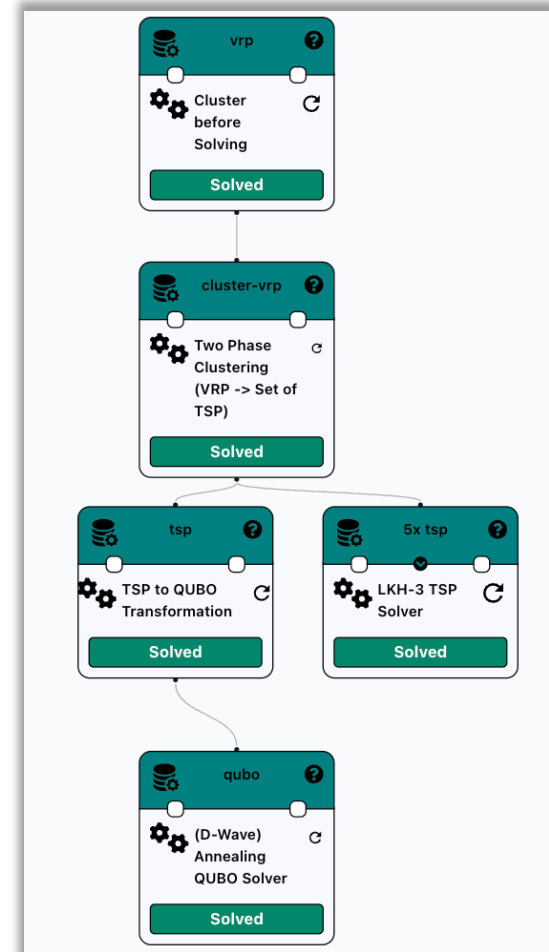 vrp
Cluster
before
Solving
Solved
cluster-vrp
Two Phase
Clustering
(VRP -> Set of
TSP)
Solved
tsp
TSP to QUBO
Transformation
Solved
5x tsp
LKH-3 TSP
Solver
Solved
qubo
(D-Wave)
Annealing
QUBO Solver
Solved